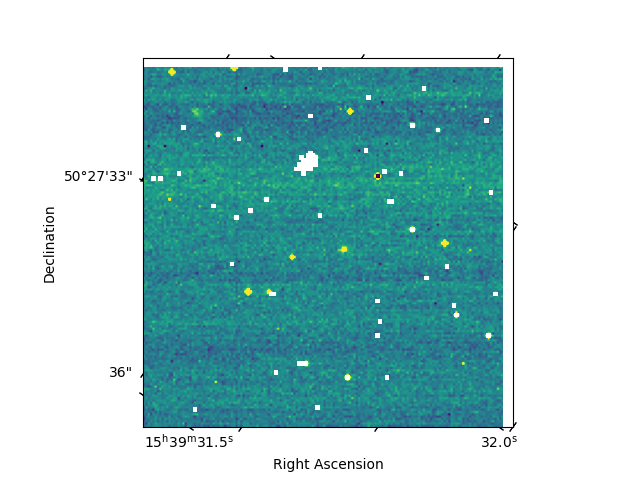 50°27'33"
Declination
36"
15ʰ39ᵐ31.5ˢ
32.0ˢ
Right Ascension